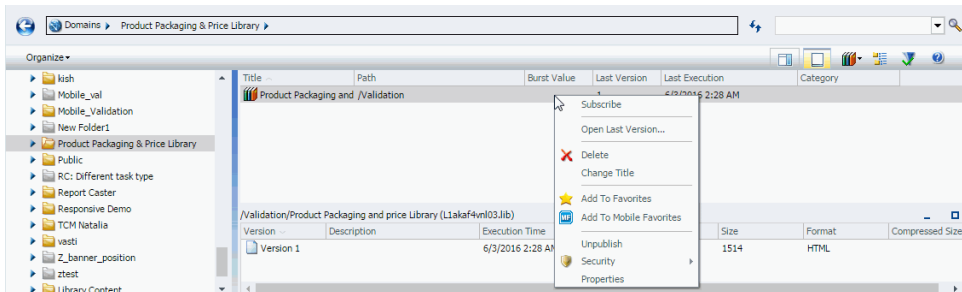 Domains Product Packaging & Price Library
Organize
kish
Mobile_val
Mobile_Validation
New Folder1
Product Packaging & Price Library
Public
RC: Different task type
Report Caster
Responsive Demo
TCM Natalia
vasti
Z_banner_position
ztest
Library Content
Title Path Burst Value Last Version Last Execution Category
Product Packaging and /Validation 1 6/3/2016 2:28 AM
Subscribe
Open Last Version...
Delete
Change Title
Add To Favorites
MF Add To Mobile Favorites
Unpublish
Security
Properties
/Validation/Product Packaging and price Library (L1akaf4vnl03.lib)
Version Description Execution Time Size Format Compressed Size
Version 1 6/3/2016 2:28 AM 1514 HTML